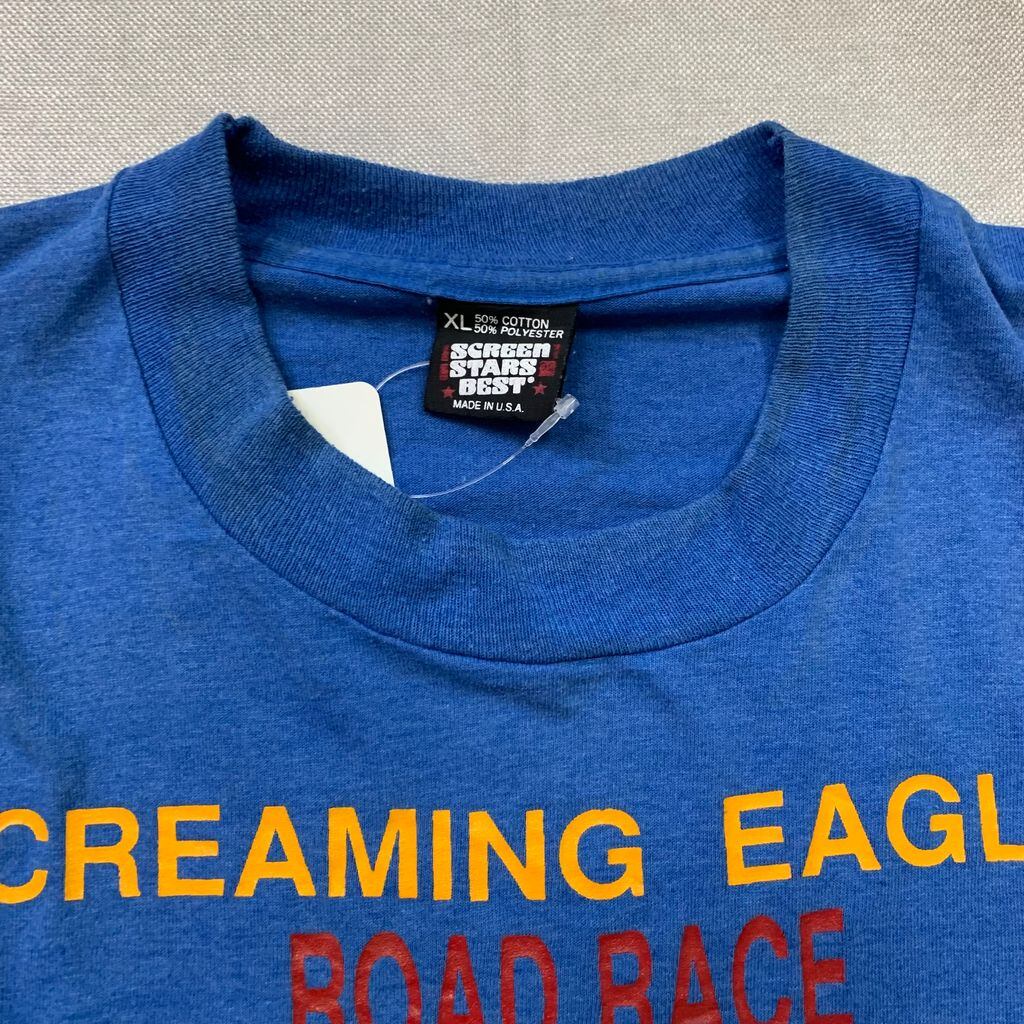 XL 50% COTTON
50% POLYESTER
SCREEN
STARS
BEST®
MADE IN U.S.A.
CREAMING EAGL
ROAD RACE